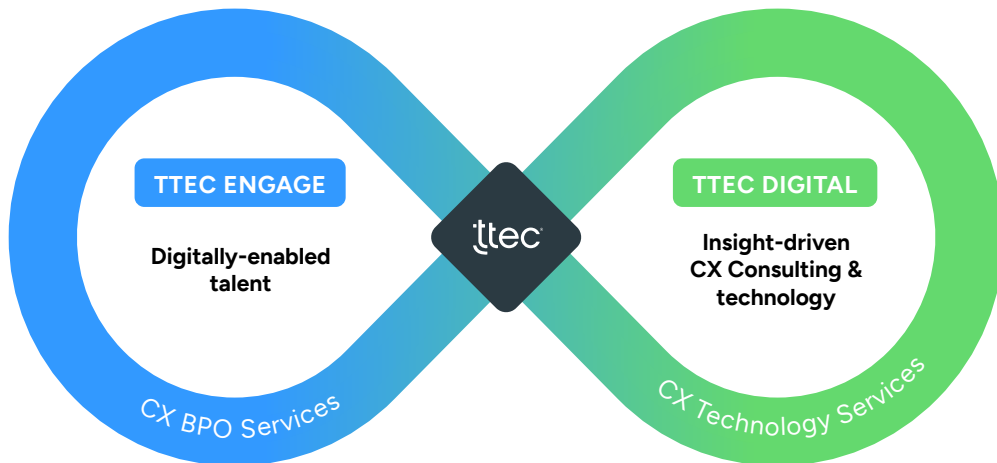 TTEC ENGAGE
Digitally-enabled
talent
CX BPO Services
ttec
TTEC DIGITAL
Insight-driven
CX Consulting &
technology
CX Technology Services